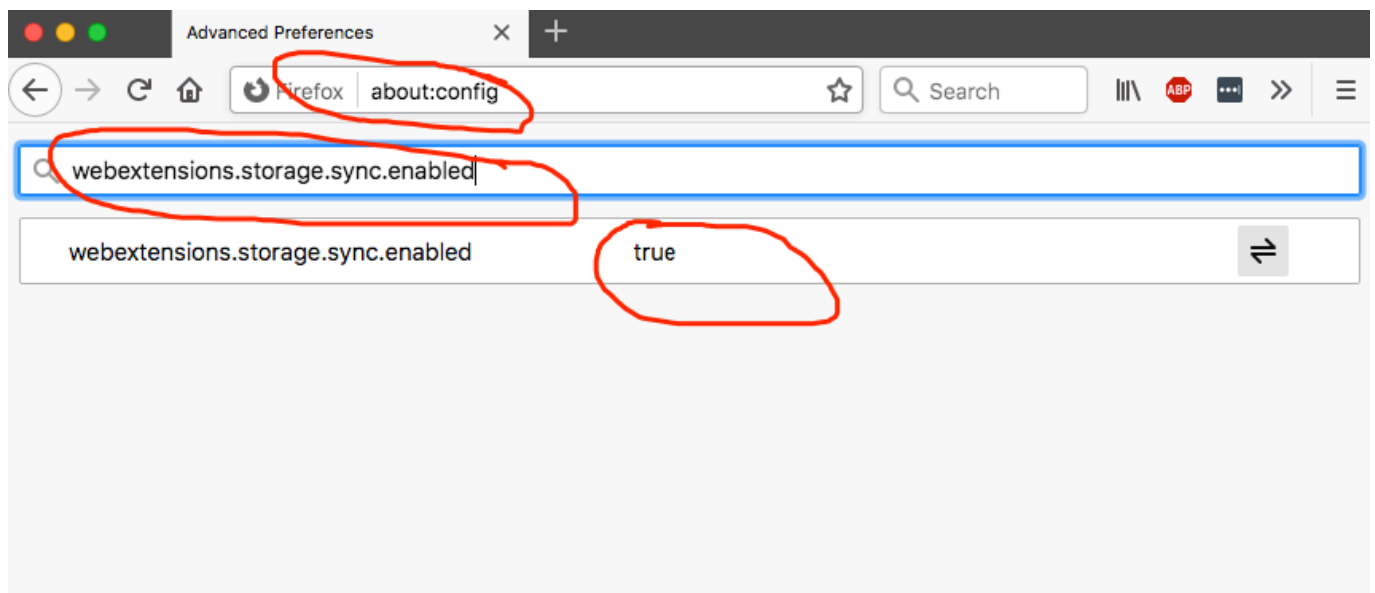 Advanced Preferences
Firefox about:config Search ABP
webextensions.storage.sync.enabled
webextensions.storage.sync.enabled true